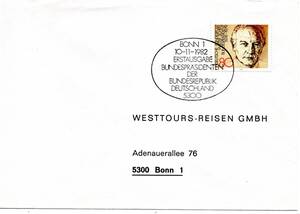 BONN 1
10-11-1982
ERSTAUSGABE
BUNDESPRÄSIDENTEN
DER
BUNDESREPUBLIK
DEUTSCHLAND
5300
80
WESTTOURS-REISEN GMBH
Adenauerallee 76
5300 Bonn 1